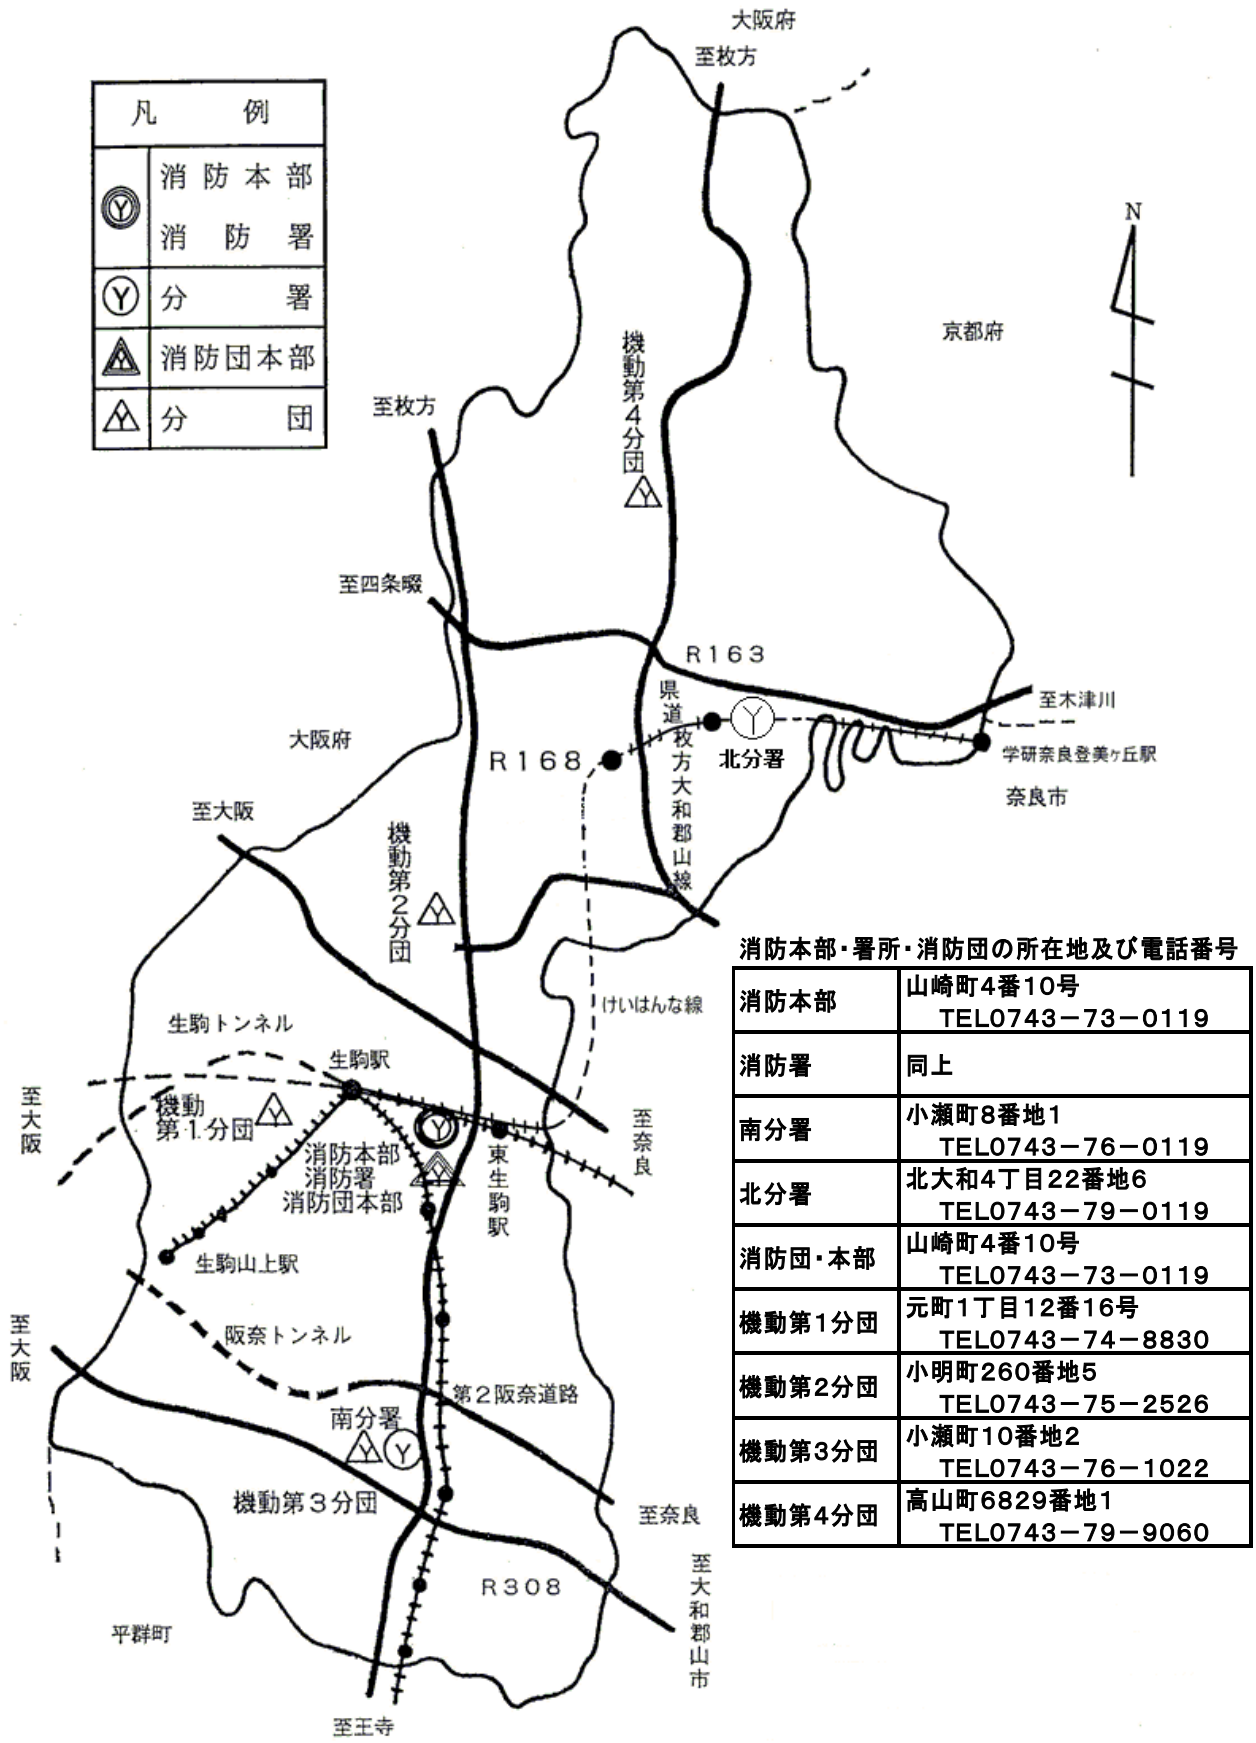 大阪府
至枚方
凡 例
消防本部
消防署
分署
消防団本部
分団
N
京都府
機動第4分団
至枚方
至四条畷
R163
県道枚方大和郡山線
至木津川
大阪府
R168
北分署
学研奈良登美ヶ丘駅
奈良市
至大阪
機動第2分団
けいはんな線
生駒トンネル
生駒駅
至大阪
機動
第1分団
至奈良
消防本部
消防署
消防団本部
東生駒駅
生駒山上駅
至大阪
阪奈トンネル
第2阪奈道路
南分署
機動第3分団
至奈良
R308
至大和郡山市
平群町
至王寺
消防本部・署所・消防団の所在地及び電話番号
消防本部 山崎町4番10号
TEL0743-73-0119
消防署 同上
南分署 小瀬町8番地1
TEL0743-76-0119
北分署 北大和4丁目22番地6
TEL0743-79-0119
消防団・本部 山崎町4番10号
TEL0743-73-0119
機動第1分団 元町1丁目12番16号
TEL0743-74-8830
機動第2分団 小明町260番地5
TEL0743-75-2526
機動第3分団 小瀬町10番地2
TEL0743-76-1022
機動第4分団 高山町6829番地1
TEL0743-79-9060